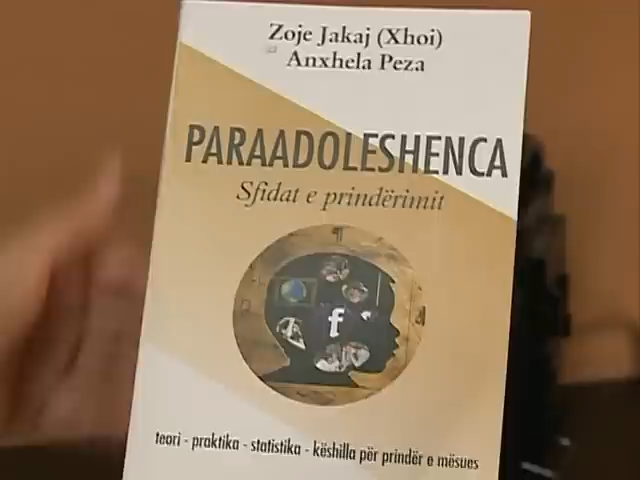 Zoje Jakaj (Xhoi)
Anxhela Peza
PARAADOLESHENCA
Sfidat e prindërimit
f
teori - praktika - statistika - këshilla për prindër e mësues